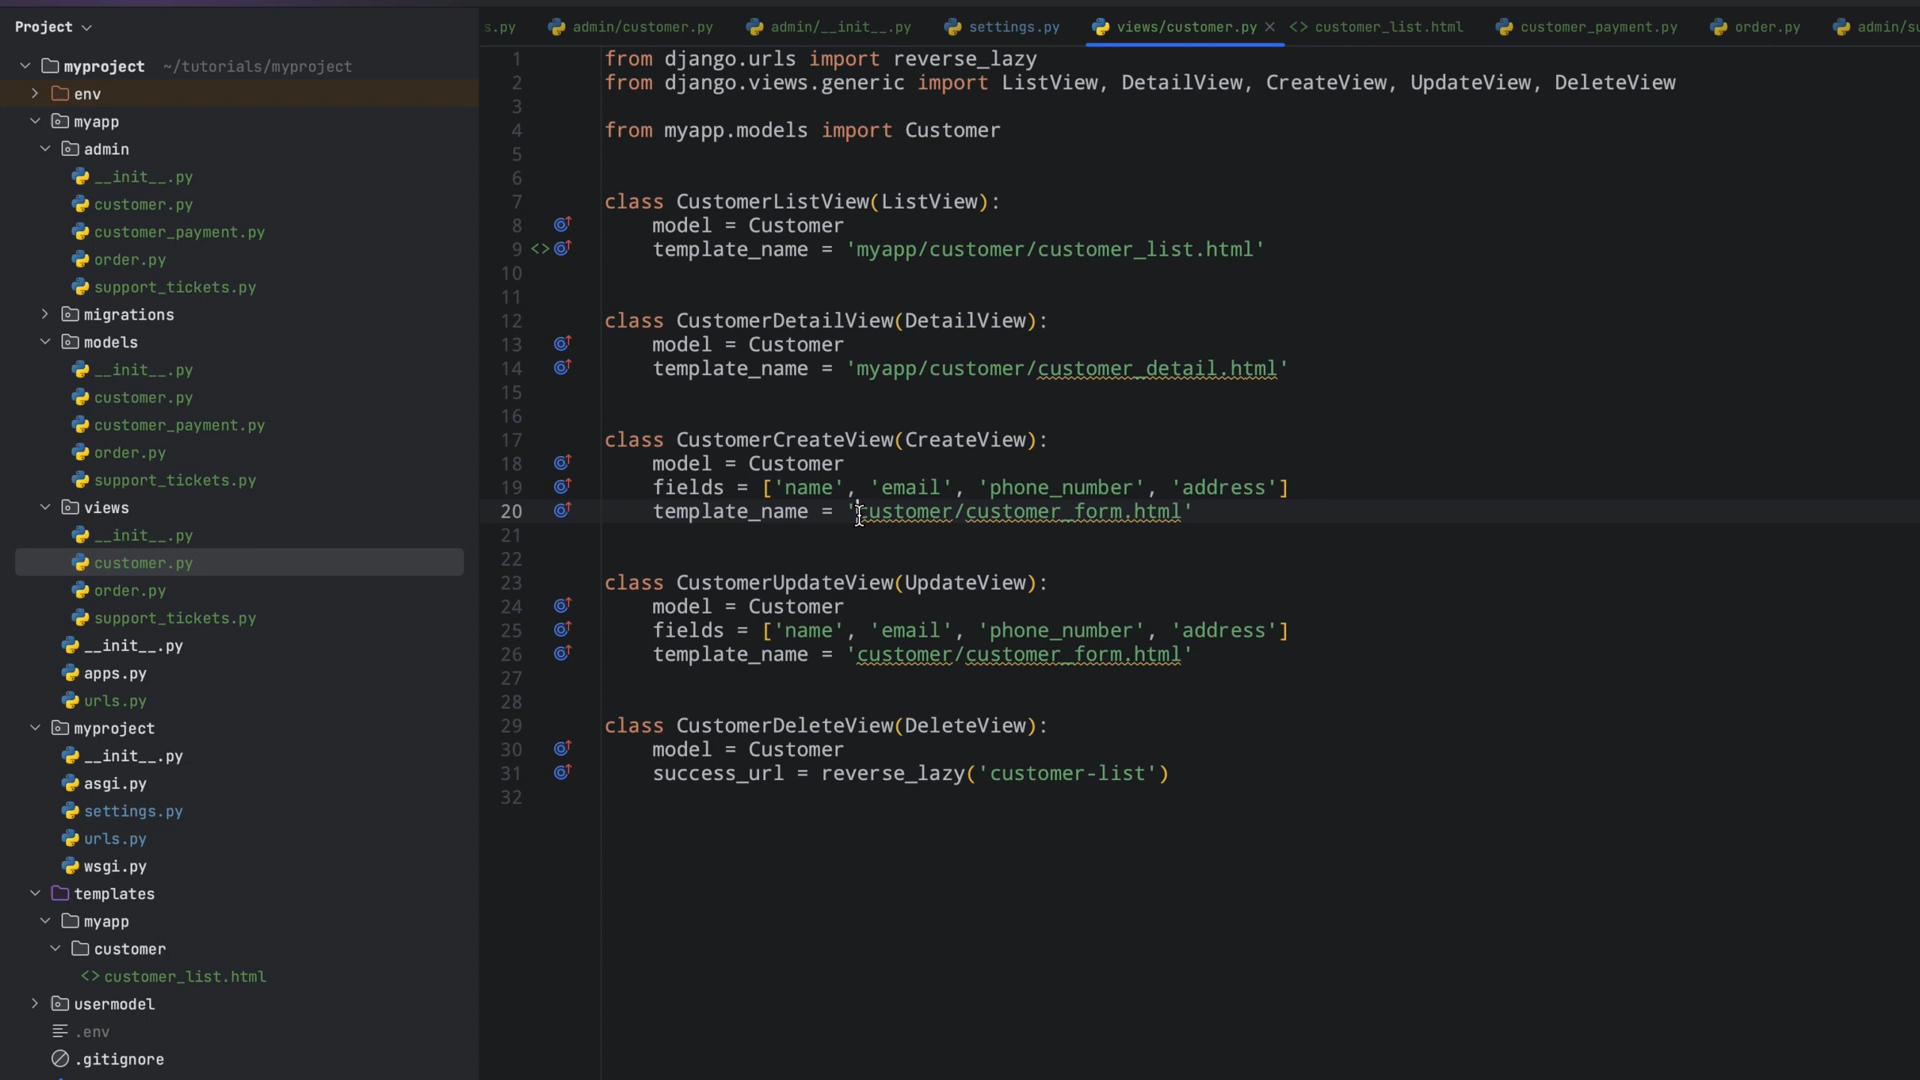 Project
s.py admin/customer.py admin/__init__.py settings.py views/customer.py customer_list.html customer_payment.py order.py admin/su
myproject ~/tutorials/myproject
env
myapp
admin
__init__.py
customer.py
customer_payment.py
order.py
support_tickets.py
migrations
models
__init__.py
customer.py
customer_payment.py
order.py
support_tickets.py
views
__init__.py
customer.py
order.py
support_tickets.py
__init__.py
apps.py
urls.py
myproject
__init__.py
asgi.py
settings.py
urls.py
wsgi.py
templates
myapp
customer
<> customer_list.html
usermodel
.env
.gitignore
1 from django.urls import reverse_lazy
2 from django.views.generic import ListView, DetailView, CreateView, UpdateView, DeleteView
3
4 from myapp.models import Customer
5
6
7 class CustomerListView(ListView):
8 model = Customer
9 template_name = 'myapp/customer/customer_list.html'
10
11
12 class CustomerDetailView(DetailView):
13 model = Customer
14 template_name = 'myapp/customer/customer_detail.html'
15
16
17 class CustomerCreateView(CreateView):
18 model = Customer
19 fields = ['name', 'email', 'phone_number', 'address']
20 template_name = 'customer/customer_form.html'
21
22
23 class CustomerUpdateView(UpdateView):
24 model = Customer
25 fields = ['name', 'email', 'phone_number', 'address']
26 template_name = 'customer/customer_form.html'
27
28
29 class CustomerDeleteView(DeleteView):
30 model = Customer
31 success_url = reverse_lazy('customer-list')
32